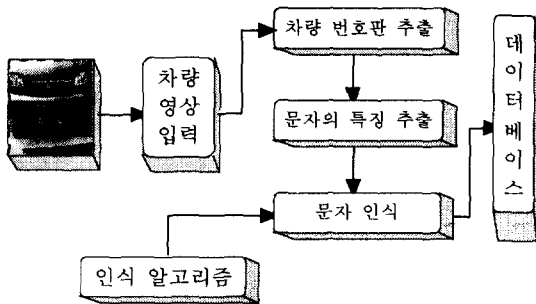 차량
영상
입력
차량 번호판 추출
문자의 특징 추출
문자 인식
인식 알고리즘
데
이
터
베
이
스